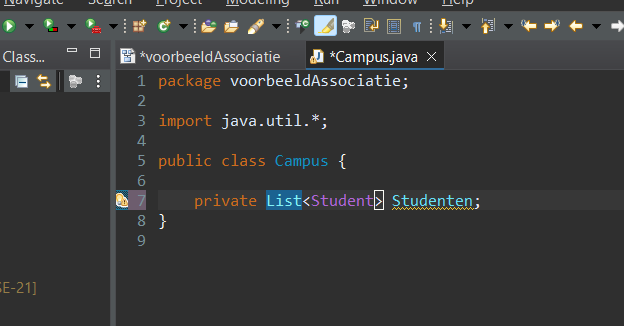 Navigate Search Project Modeling Run Window Help
Class...
*voorbeeldAssociatie *Campus.java
1 package voorbeeldAssociatie;
2
3 import java.util.*;
4
5 public class Campus {
6
7 private List<Student> Studenten;
8 }
9
SE-21]